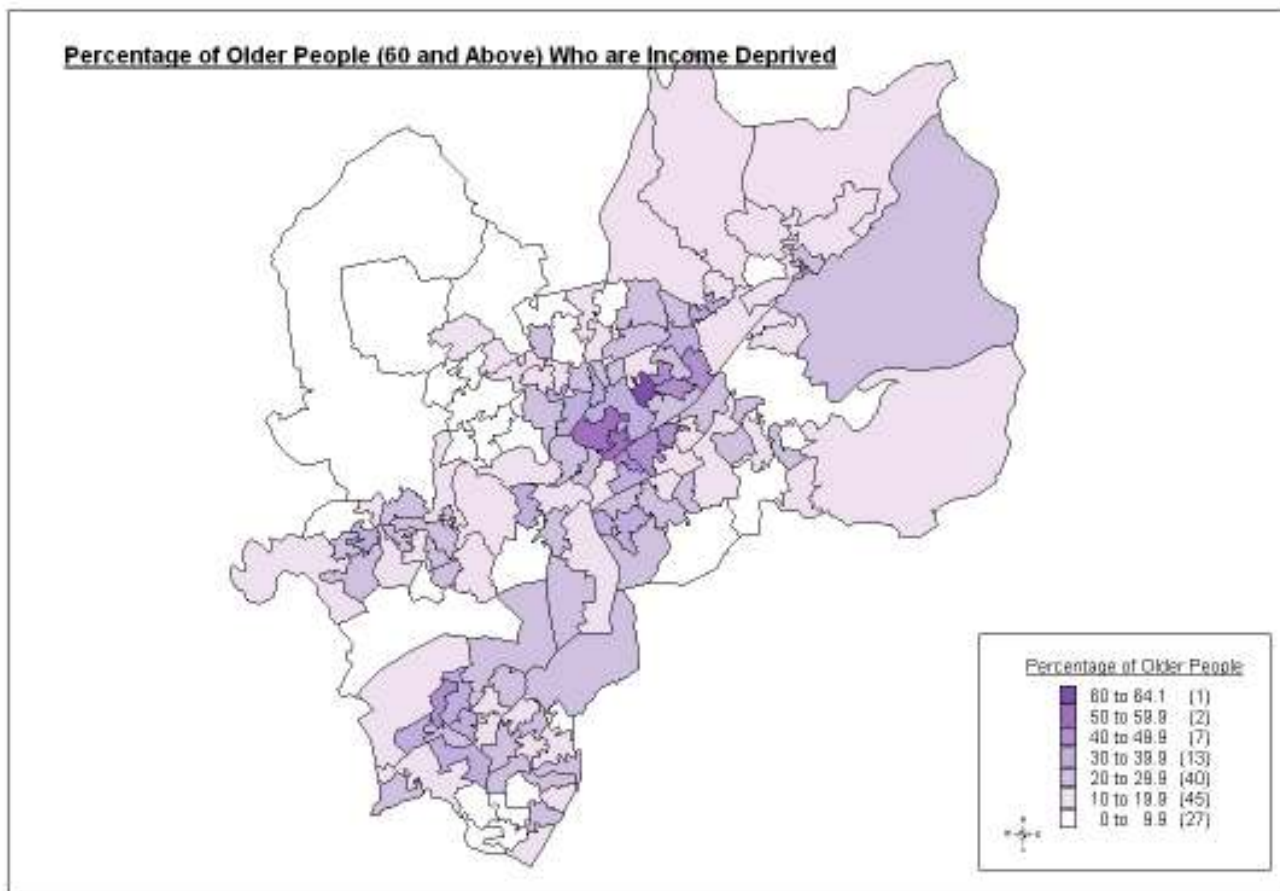 Percentage of Older People (60 and Above) Who are Income Deprived
Percentage of Older People
60 to 64.1 (1)
50 to 59.9 (2)
40 to 49.9 (7)
30 to 39.9 (13)
20 to 29.9 (40)
10 to 19.9 (45)
0 to 9.9 (27)